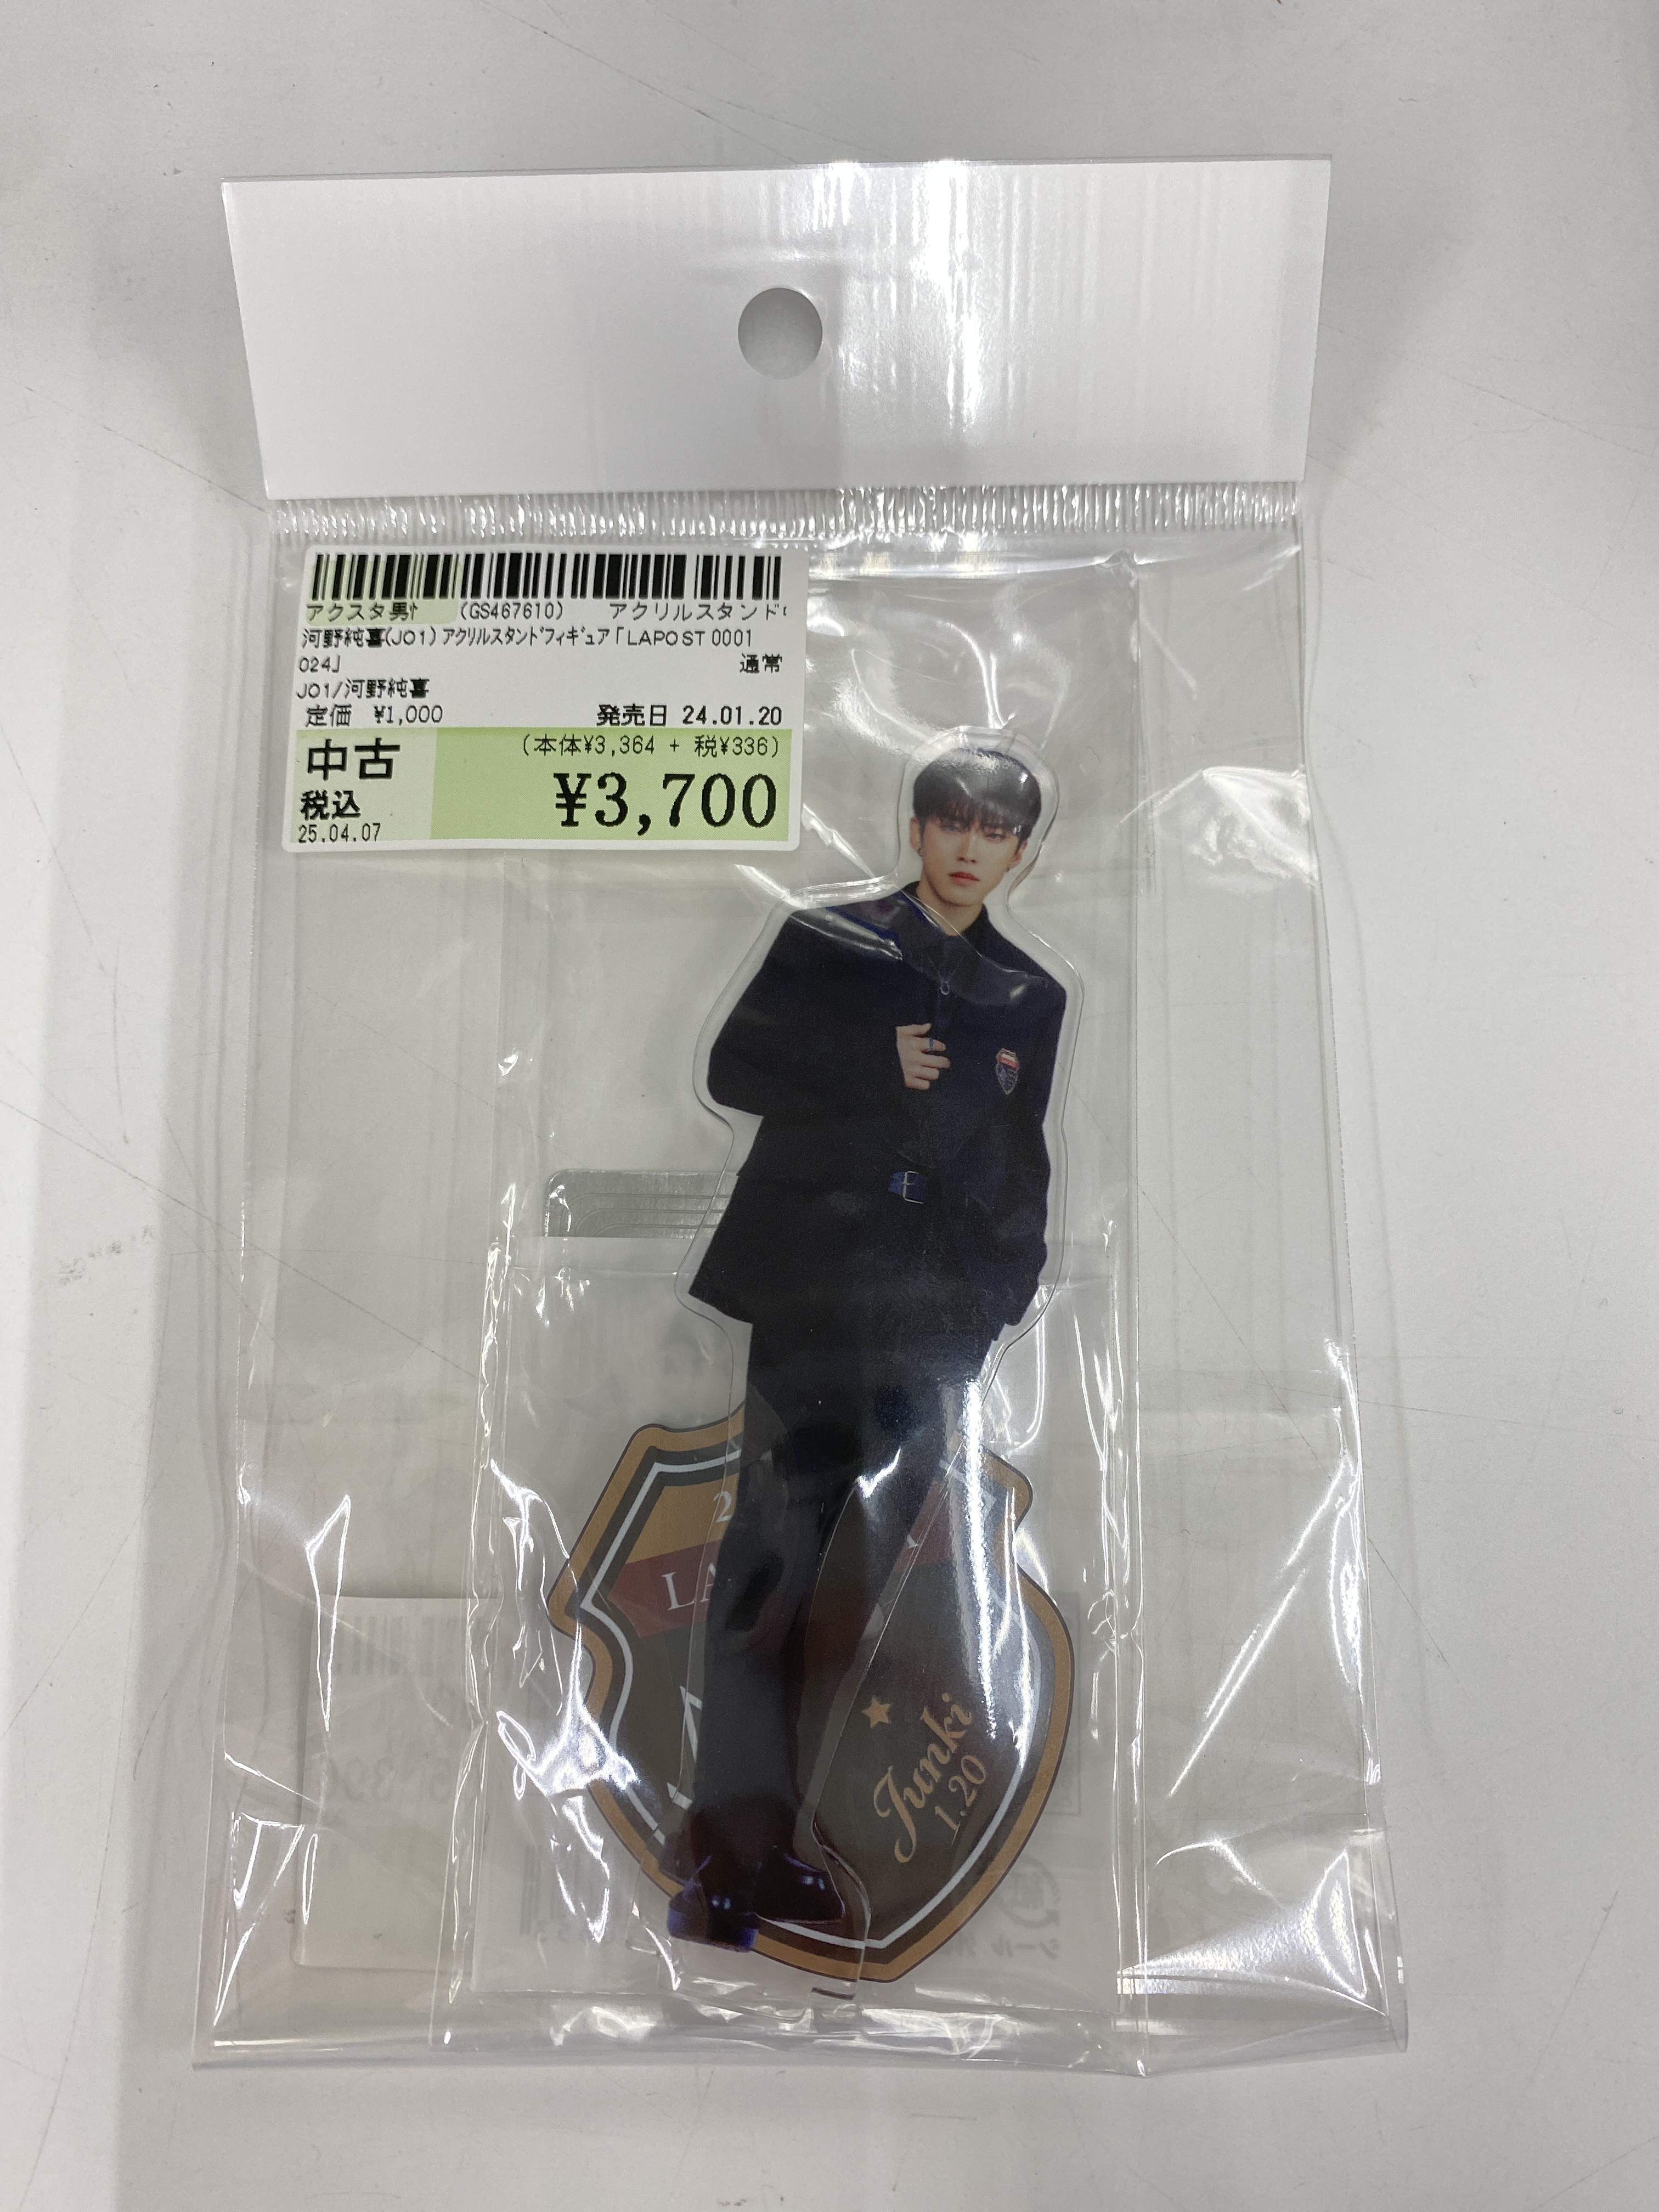 アクスタ男ｹ (GS467610) アクリルスタンド(
河野純喜(JO1) ｱｸﾘﾙｽﾀﾝﾄﾞﾌｨｷﾞｭｱ「LAPOST 0001
024」 通常
JO1/河野純喜
定価 ¥1,000 発売日 24.01.20
中古 (本体¥3,364 + 税¥336)
税込 ¥3,700
25.04.07
2
LA
Junki
1.20